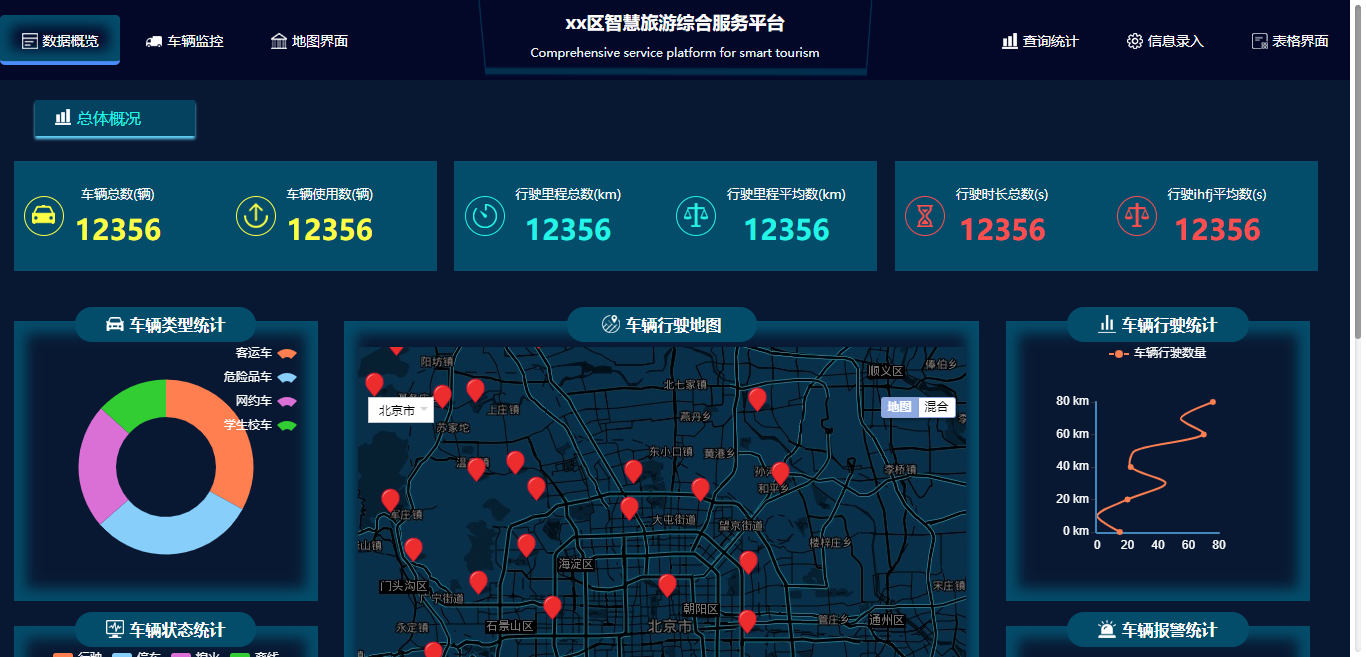 数据概览 车辆监控 地图界面
xx区智慧旅游综合服务平台
Comprehensive service platform for smart tourism
查询统计 信息录入 表格界面
总体概况
车辆总数(辆) 车辆使用数(辆) 行驶里程总数(km) 行驶里程平均数(km) 行驶时长总数(s) 行驶ihfj平均数(s)
12356 12356 12356 12356 12356 12356
车辆类型统计
客运车
危险品车
网约车
学生校车
车辆行驶地图
阳坊镇
北七家镇
顺义区
俸伯乡
北京市
上庄镇
燕丹乡
地图 混合
苏家坨
东小口镇
黄港乡
李桥镇
和平乡
军庄镇
大屯街道
望京街道
楼梓庄乡
海淀区
门头沟区
宋庄镇
朝阳区
永定镇
石景山区
北京市
管庄乡
通州区
车辆行驶统计
车辆行驶数量
80 km
60 km
40 km
20 km
0 km
0 20 40 60 80
车辆状态统计
行驶 停车 熄火 离线
车辆报警统计